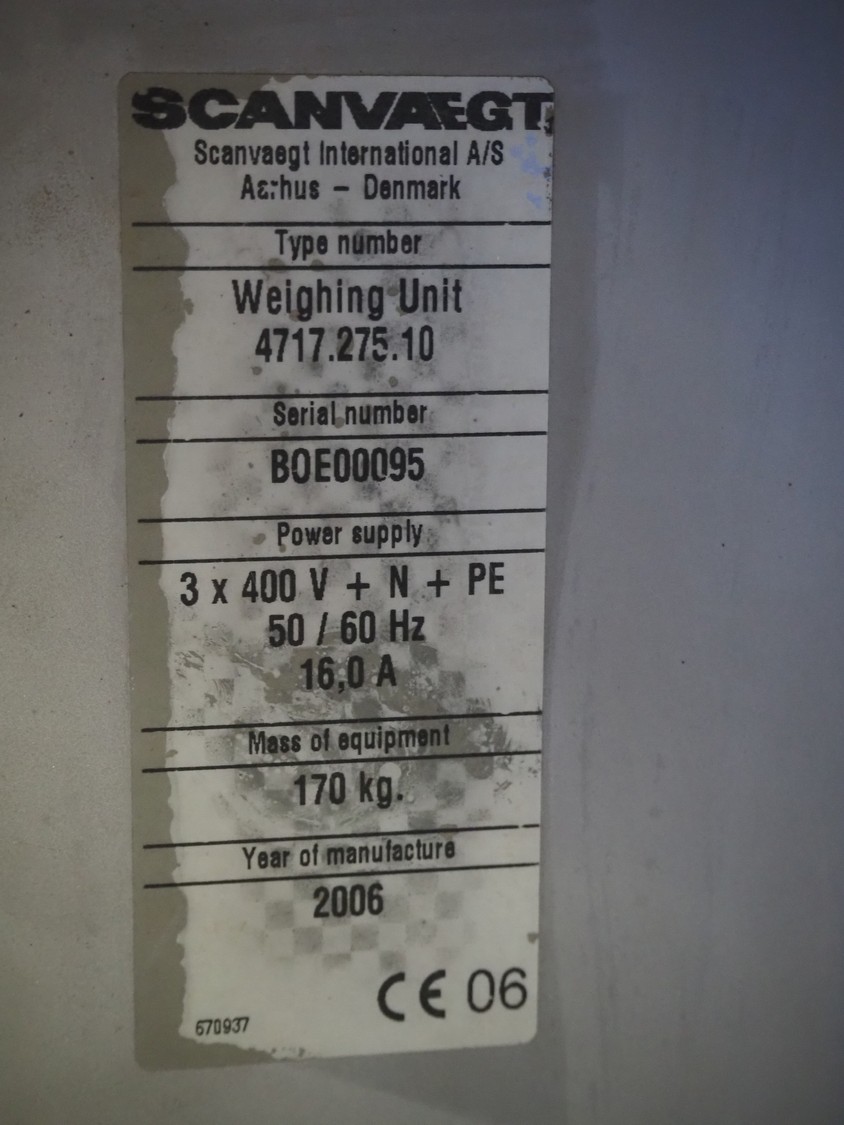 SCANVAEGT
Scanvaegt International A/S
Aarhus – Denmark
Type number
Weighing Unit
4717.275.10
Serial number
BOE00095
Power supply
3 x 400 V + N + PE
50 / 60 Hz
16,0 A
Mass of equipment
170 kg.
Year of manufacture
2006
CE 06
670937